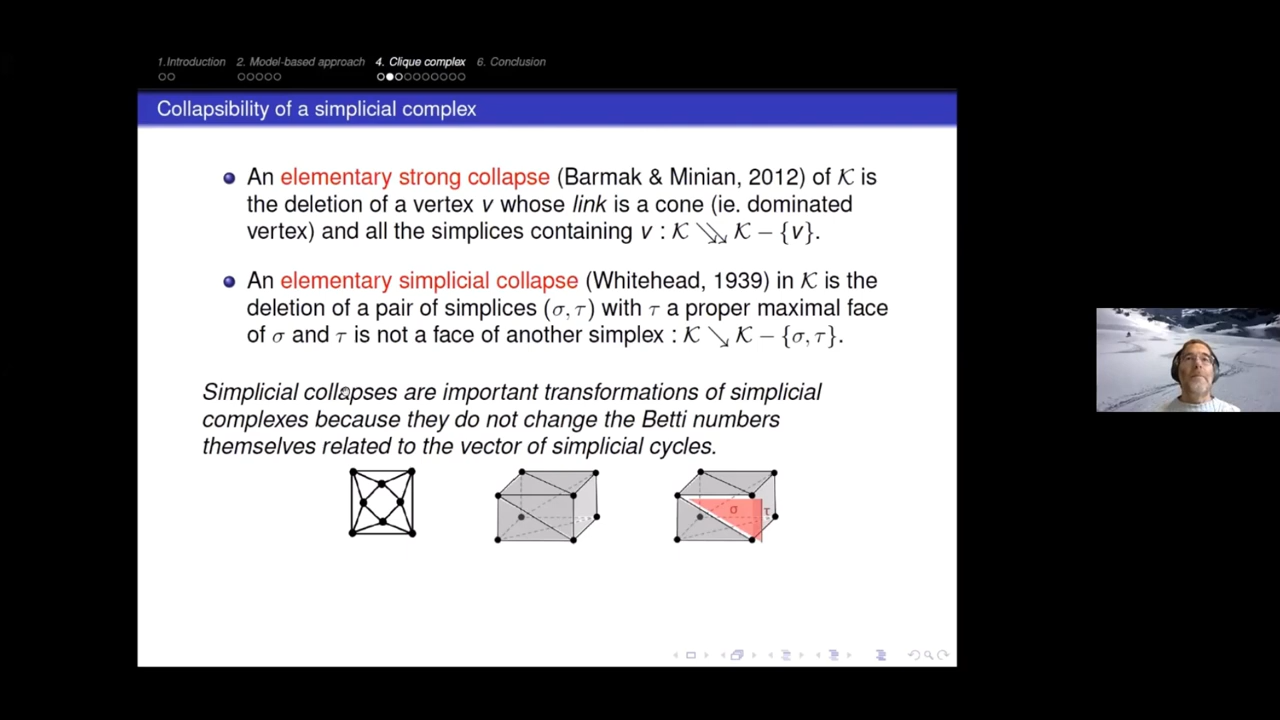 1.Introduction 2. Model-based approach 4. Clique complex 6. Conclusion
Collapsibility of a simplicial complex
An elementary strong collapse (Barmak & Minian, 2012) of 𝒦 is
the deletion of a vertex v whose link is a cone (ie. dominated
vertex) and all the simplices containing v : 𝒦 ⇘ 𝒦 − {v}.
An elementary simplicial collapse (Whitehead, 1939) in 𝒦 is the
deletion of a pair of simplices (σ, τ) with τ a proper maximal face
of σ and τ is not a face of another simplex : 𝒦 ↘ 𝒦 − {σ, τ}.
Simplicial collapses are important transformations of simplicial
complexes because they do not change the Betti numbers
themselves related to the vector of simplicial cycles.
σ τ